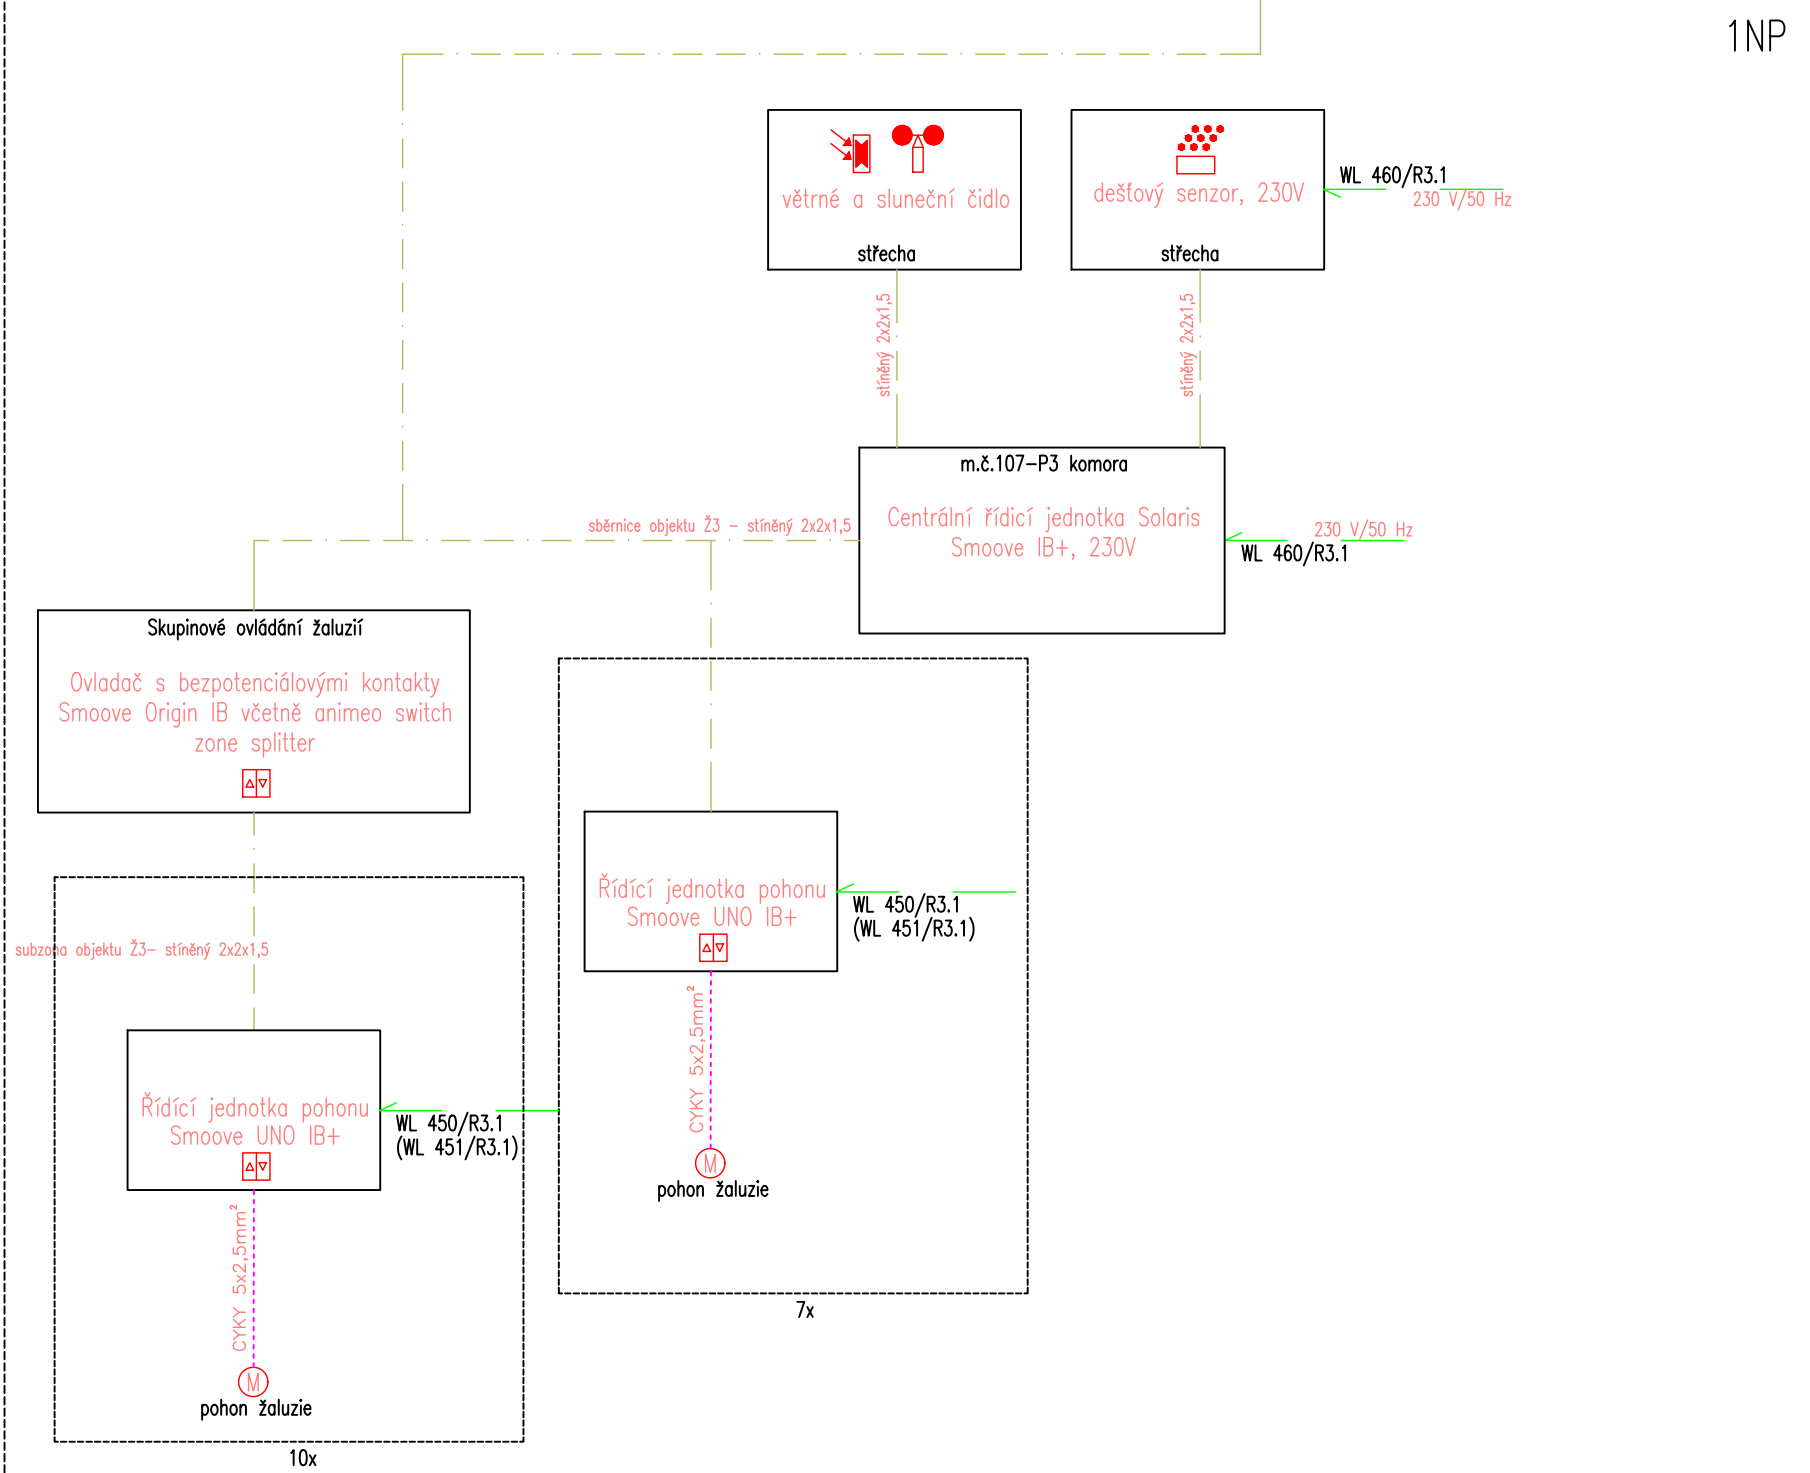 1NP
větrné a sluneční čidlo
střecha
dešťový senzor, 230V
střecha
WL 460/R3.1
230 V/50 Hz
stíněný 2x2x1,5
stíněný 2x2x1,5
m.č.107-P3 komora
Centrální řídicí jednotka Solaris
Smoove IB+, 230V
230 V/50 Hz
WL 460/R3.1
sběrnice objektu Ž3 - stíněný 2x2x1,5
Skupinové ovládání žaluzií
Ovladač s bezpotenciálovými kontakty
Smoove Origin IB včetně animeo switch
zone splitter
Řídící jednotka pohonu
Smoove UNO IB+
WL 450/R3.1
(WL 451/R3.1)
CYKY 5x2,5mm²
M
pohon žaluzie
7x
subzona objektu Ž3- stíněný 2x2x1,5
Řídící jednotka pohonu
Smoove UNO IB+
WL 450/R3.1
(WL 451/R3.1)
CYKY 5x2,5mm²
M
pohon žaluzie
10x